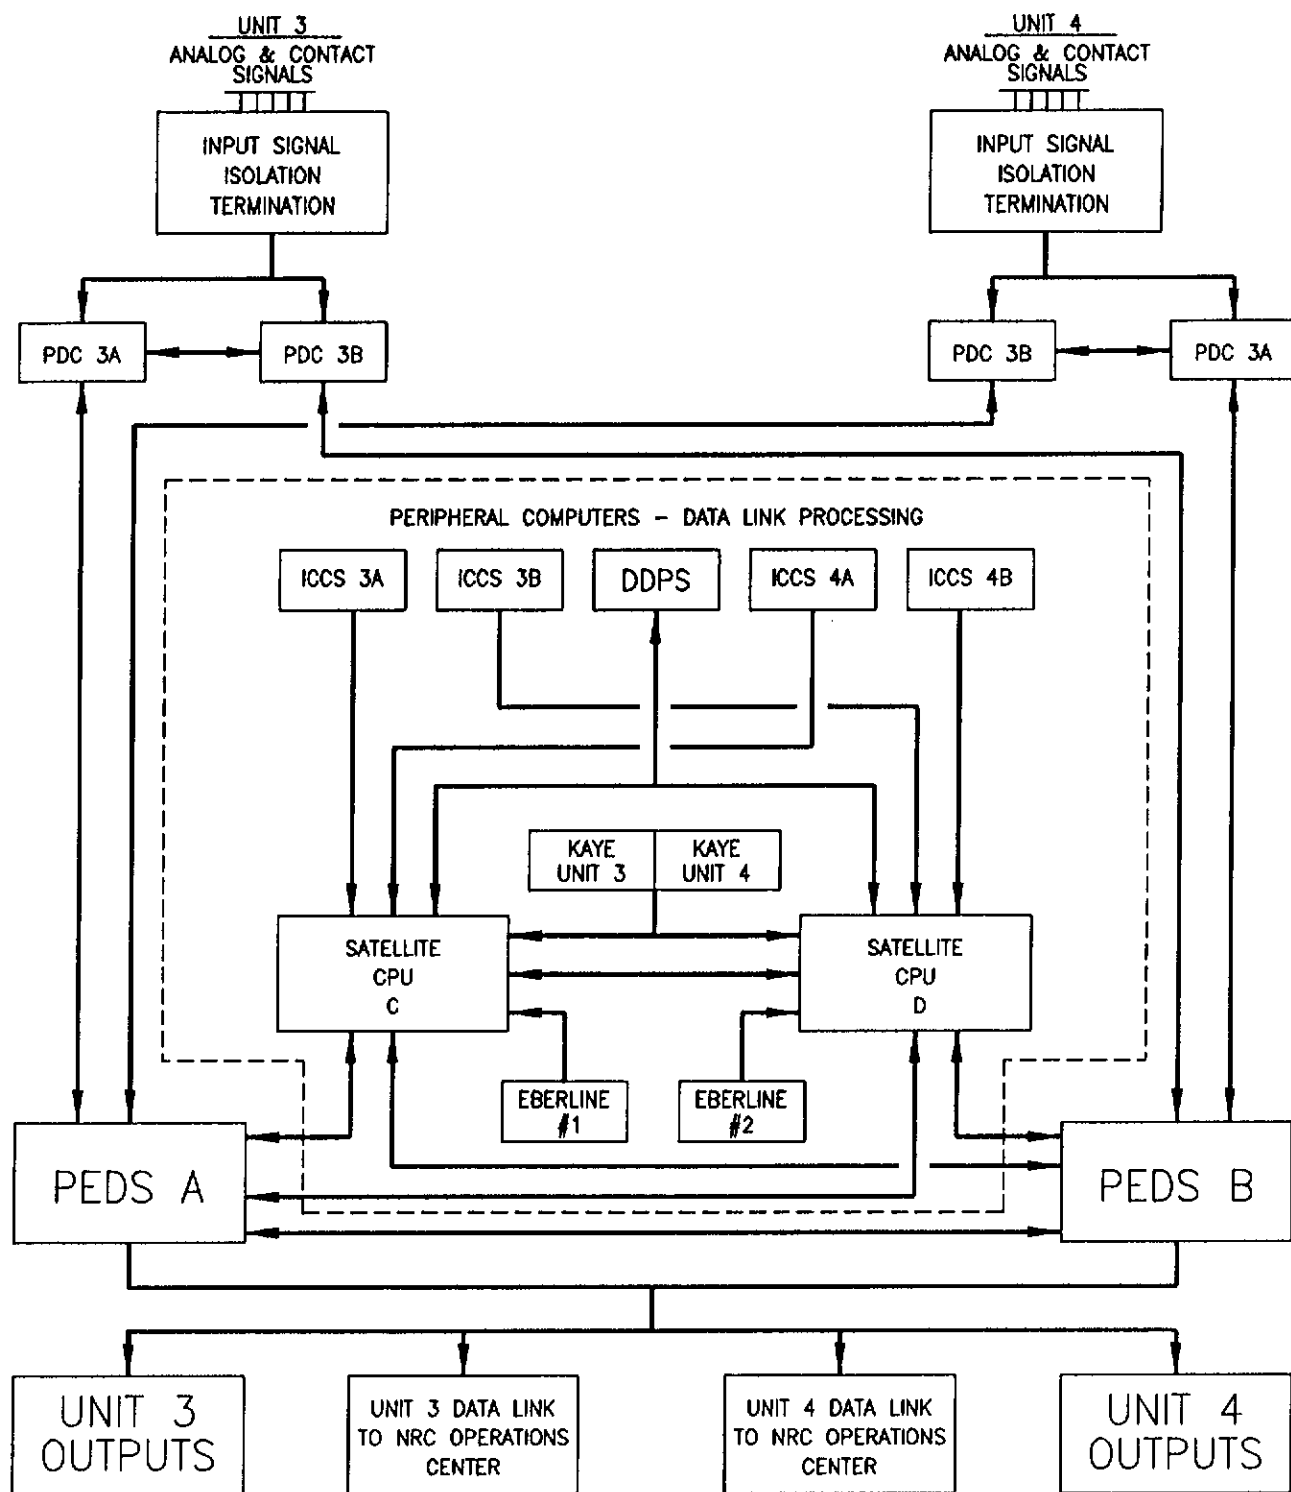 UNIT 3
ANALOG & CONTACT
SIGNALS
UNIT 4
ANALOG & CONTACT
SIGNALS
INPUT SIGNAL
ISOLATION
TERMINATION
INPUT SIGNAL
ISOLATION
TERMINATION
PDC 3A
PDC 3B
PDC 3B
PDC 3A
PERIPHERAL COMPUTERS - DATA LINK PROCESSING
ICCS 3A
ICCS 3B
DDPS
ICCS 4A
ICCS 4B
KAYE
UNIT 3
KAYE
UNIT 4
SATELLITE
CPU
C
SATELLITE
CPU
D
EBERLINE
#1
EBERLINE
#2
PEDS A
PEDS B
UNIT 3
OUTPUTS
UNIT 3 DATA LINK
TO NRC OPERATIONS
CENTER
UNIT 4 DATA LINK
TO NRC OPERATIONS
CENTER
UNIT 4
OUTPUTS